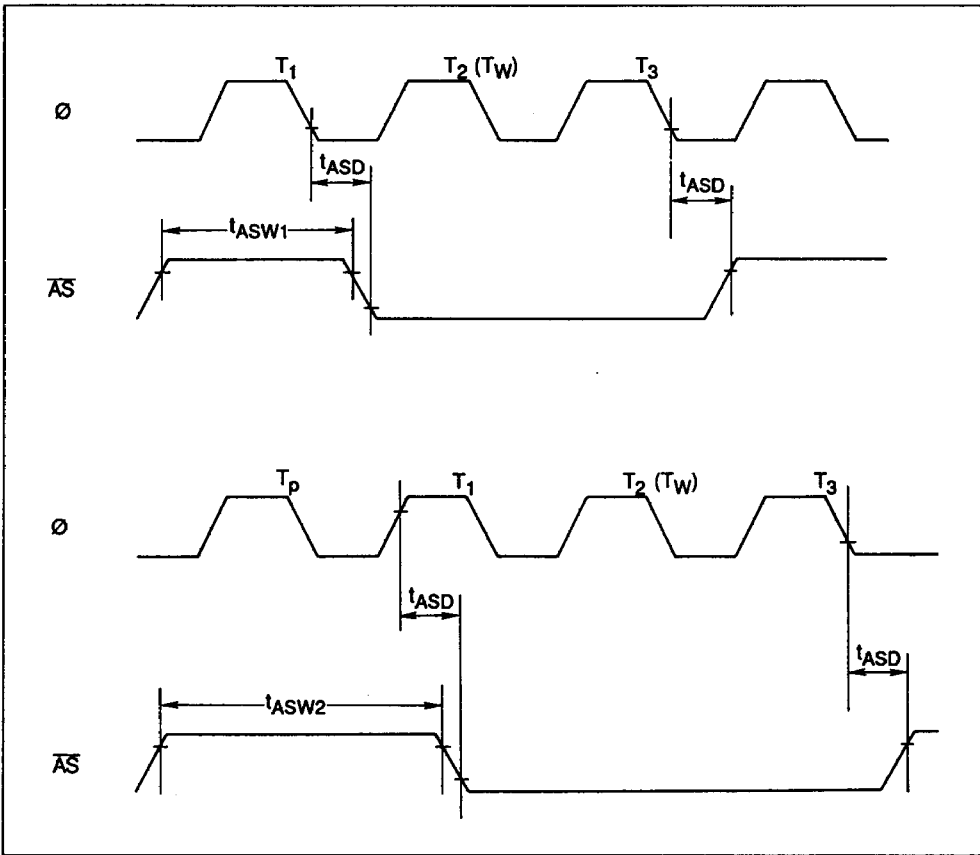 T1 T2 (TW) T3
Ø
tASD
tASD
tASW1
AS
Tp T1 T2 (TW) T3
Ø
tASD
tASD
tASW2
AS